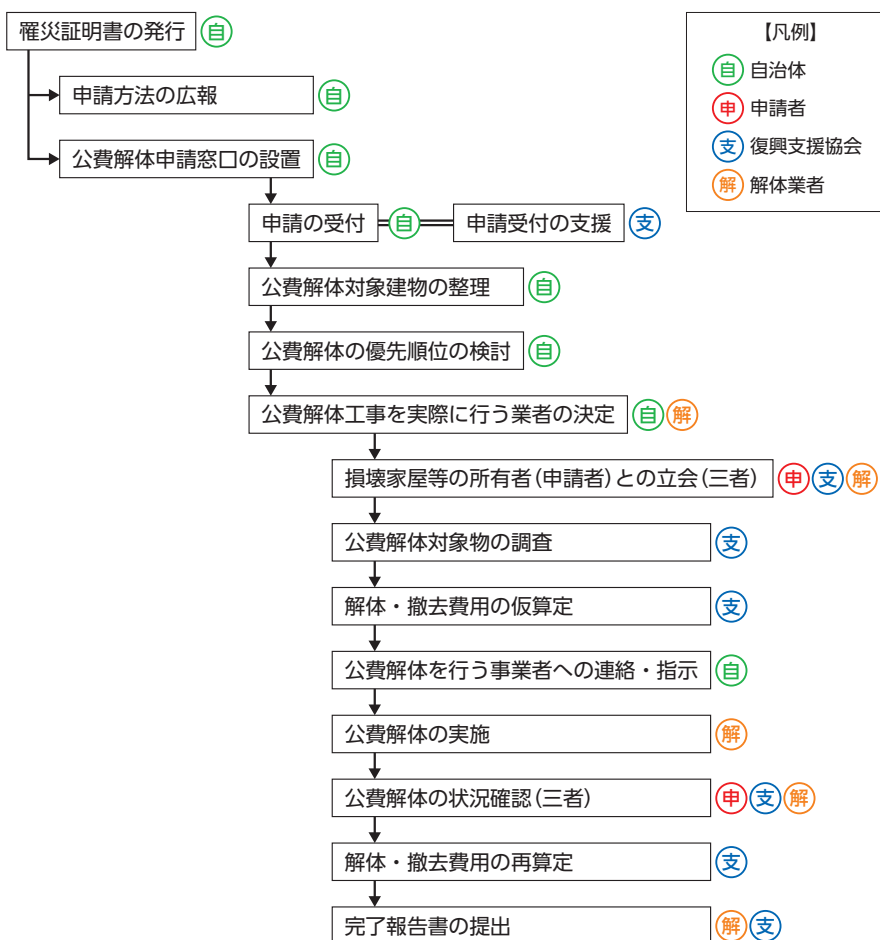 罹災証明書の発行 自
申請方法の広報 自
公費解体申請窓口の設置 自
申請の受付 自 申請受付の支援 支
公費解体対象建物の整理 自
公費解体の優先順位の検討 自
公費解体工事を実際に行う業者の決定 自 解
損壊家屋等の所有者(申請者)との立会(三者) 申 支 解
公費解体対象物の調査 支
解体・撤去費用の仮算定 支
公費解体を行う事業者への連絡・指示 自
公費解体の実施 解
公費解体の状況確認(三者) 申 支 解
解体・撤去費用の再算定 支
完了報告書の提出 解 支
【凡例】
自 自治体
申 申請者
支 復興支援協会
解 解体業者